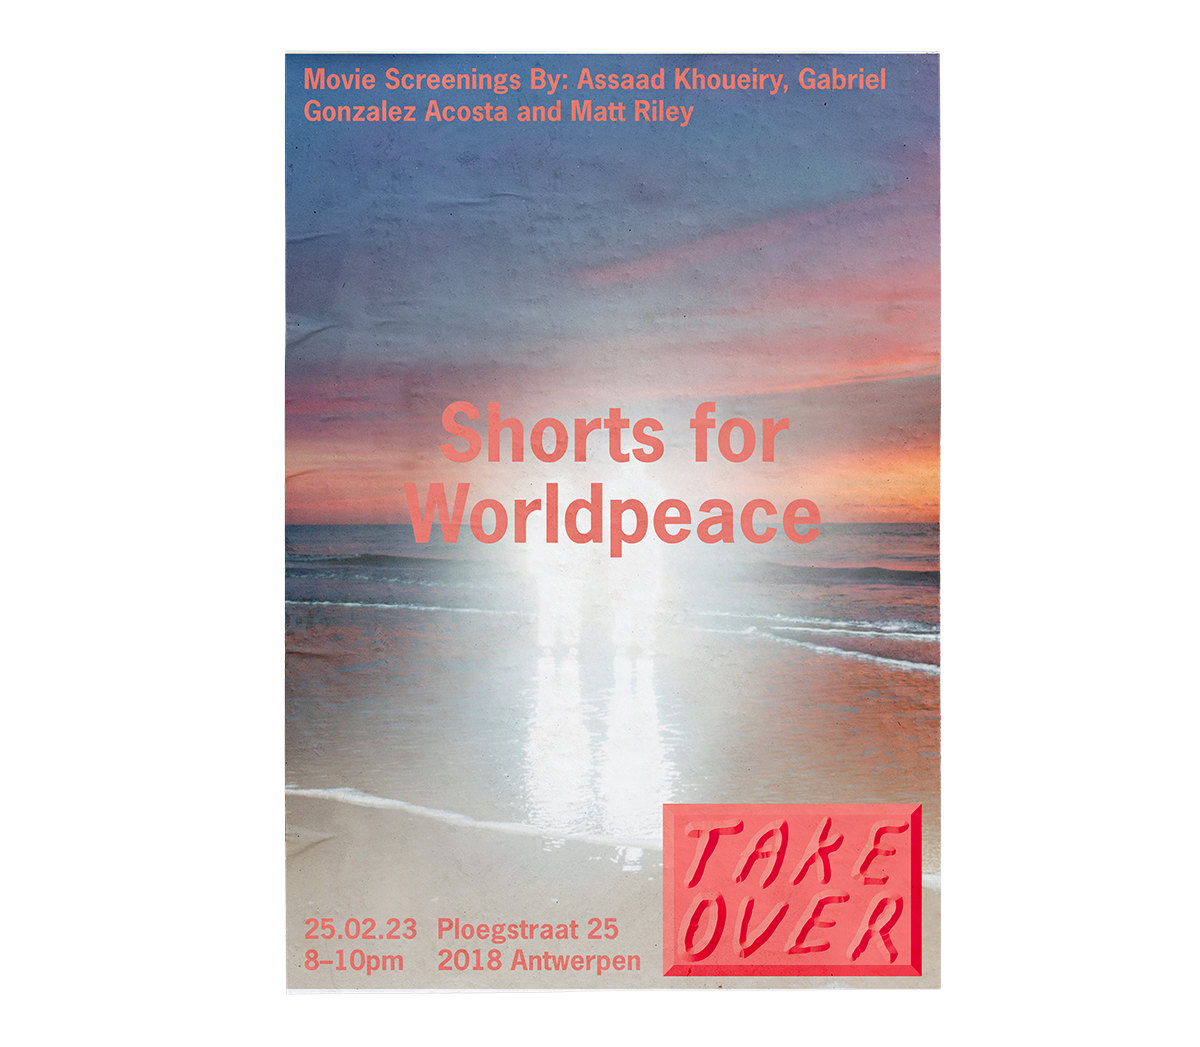 Movie Screenings By: Assaad Khoueiry, Gabriel
Gonzalez Acosta and Matt Riley
Shorts for
Worldpeace
TAKE
OVER
25.02.23 Ploegstraat 25
8–10pm 2018 Antwerpen